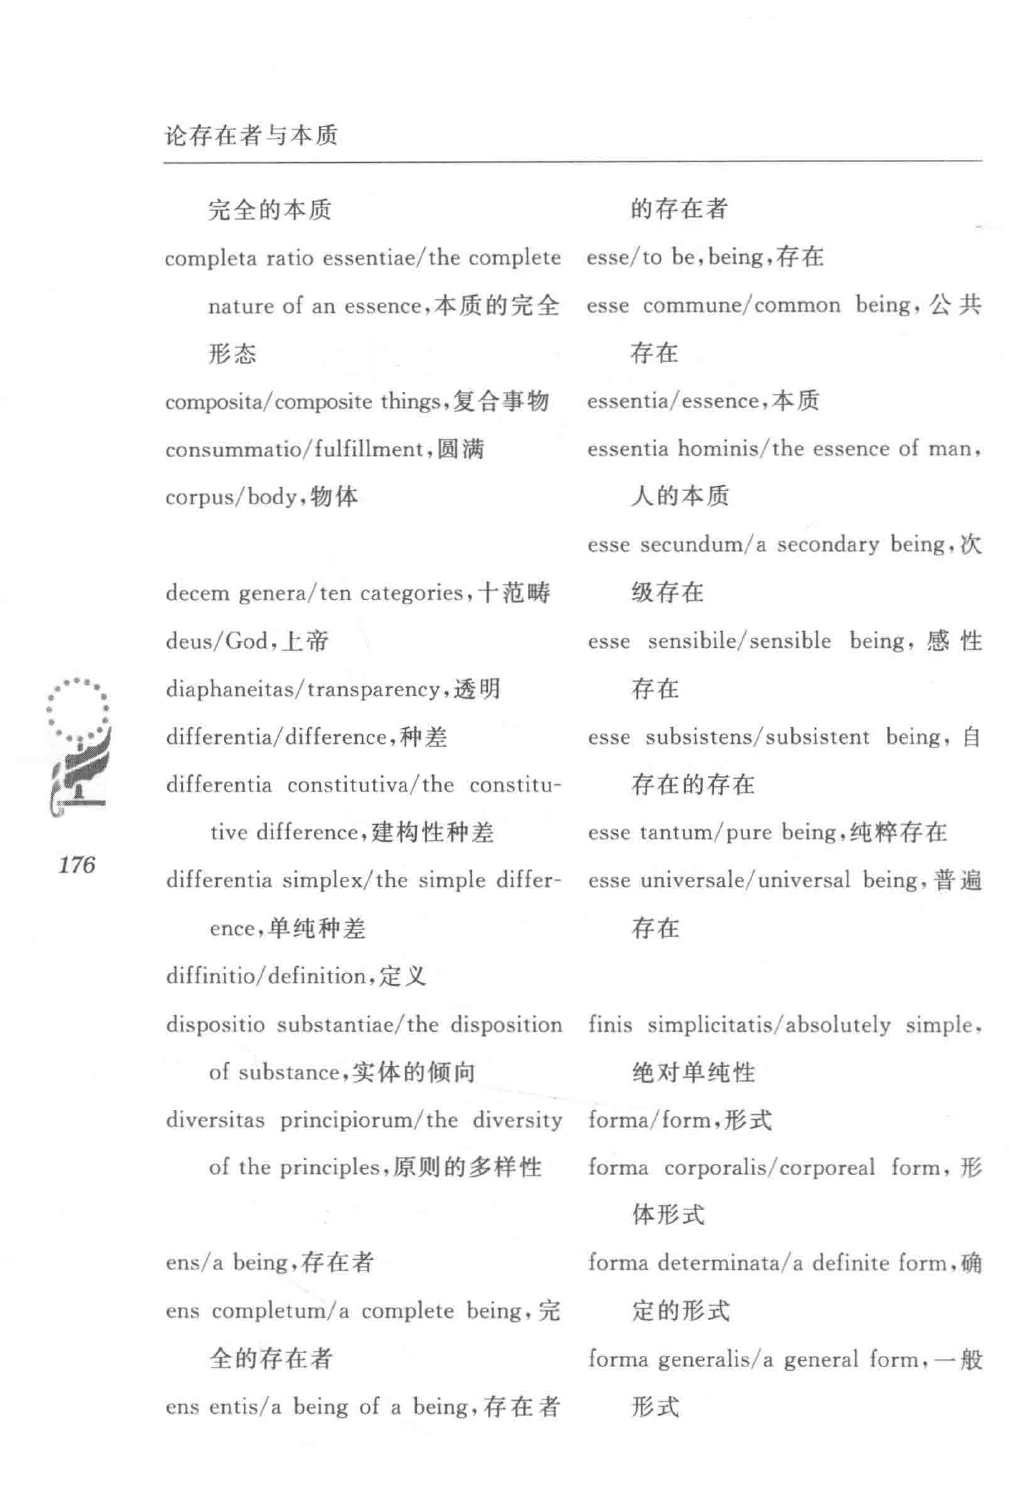 论存在者与本质
完全的本质
completa ratio essentiae/the complete
nature of an essence,本质的完全
形态
composita/composite things,复合事物
consummatio/fulfillment,圆满
corpus/body,物体
decem genera/ten categories,十范畴
deus/God,上帝
diaphaneitas/transparency,透明
differentia/difference,种差
differentia constitutiva/the constitu-
tive difference,建构性种差
differentia simplex/the simple differ-
ence,单纯种差
diffinitio/definition,定义
dispositio substantiae/the disposition
of substance,实体的倾向
diversitas principiorum/the diversity
of the principles,原则的多样性
ens/a being,存在者
ens completum/a complete being,完
全的存在者
ens entis/a being of a being,存在者
的存在者
esse/to be,being,存在
esse commune/common being,公共
存在
essentia/essence,本质
essentia hominis/the essence of man,
人的本质
esse secundum/a secondary being,次
级存在
esse sensibile/sensible being,感性
存在
esse subsistens/subsistent being,自
存在的存在
esse tantum/pure being,纯粹存在
esse universale/universal being,普遍
存在
finis simplicitatis/absolutely simple,
绝对单纯性
forma/form,形式
forma corporalis/corporeal form,形
体形式
forma determinata/a definite form,确
定的形式
forma generalis/a general form,一般
形式
176